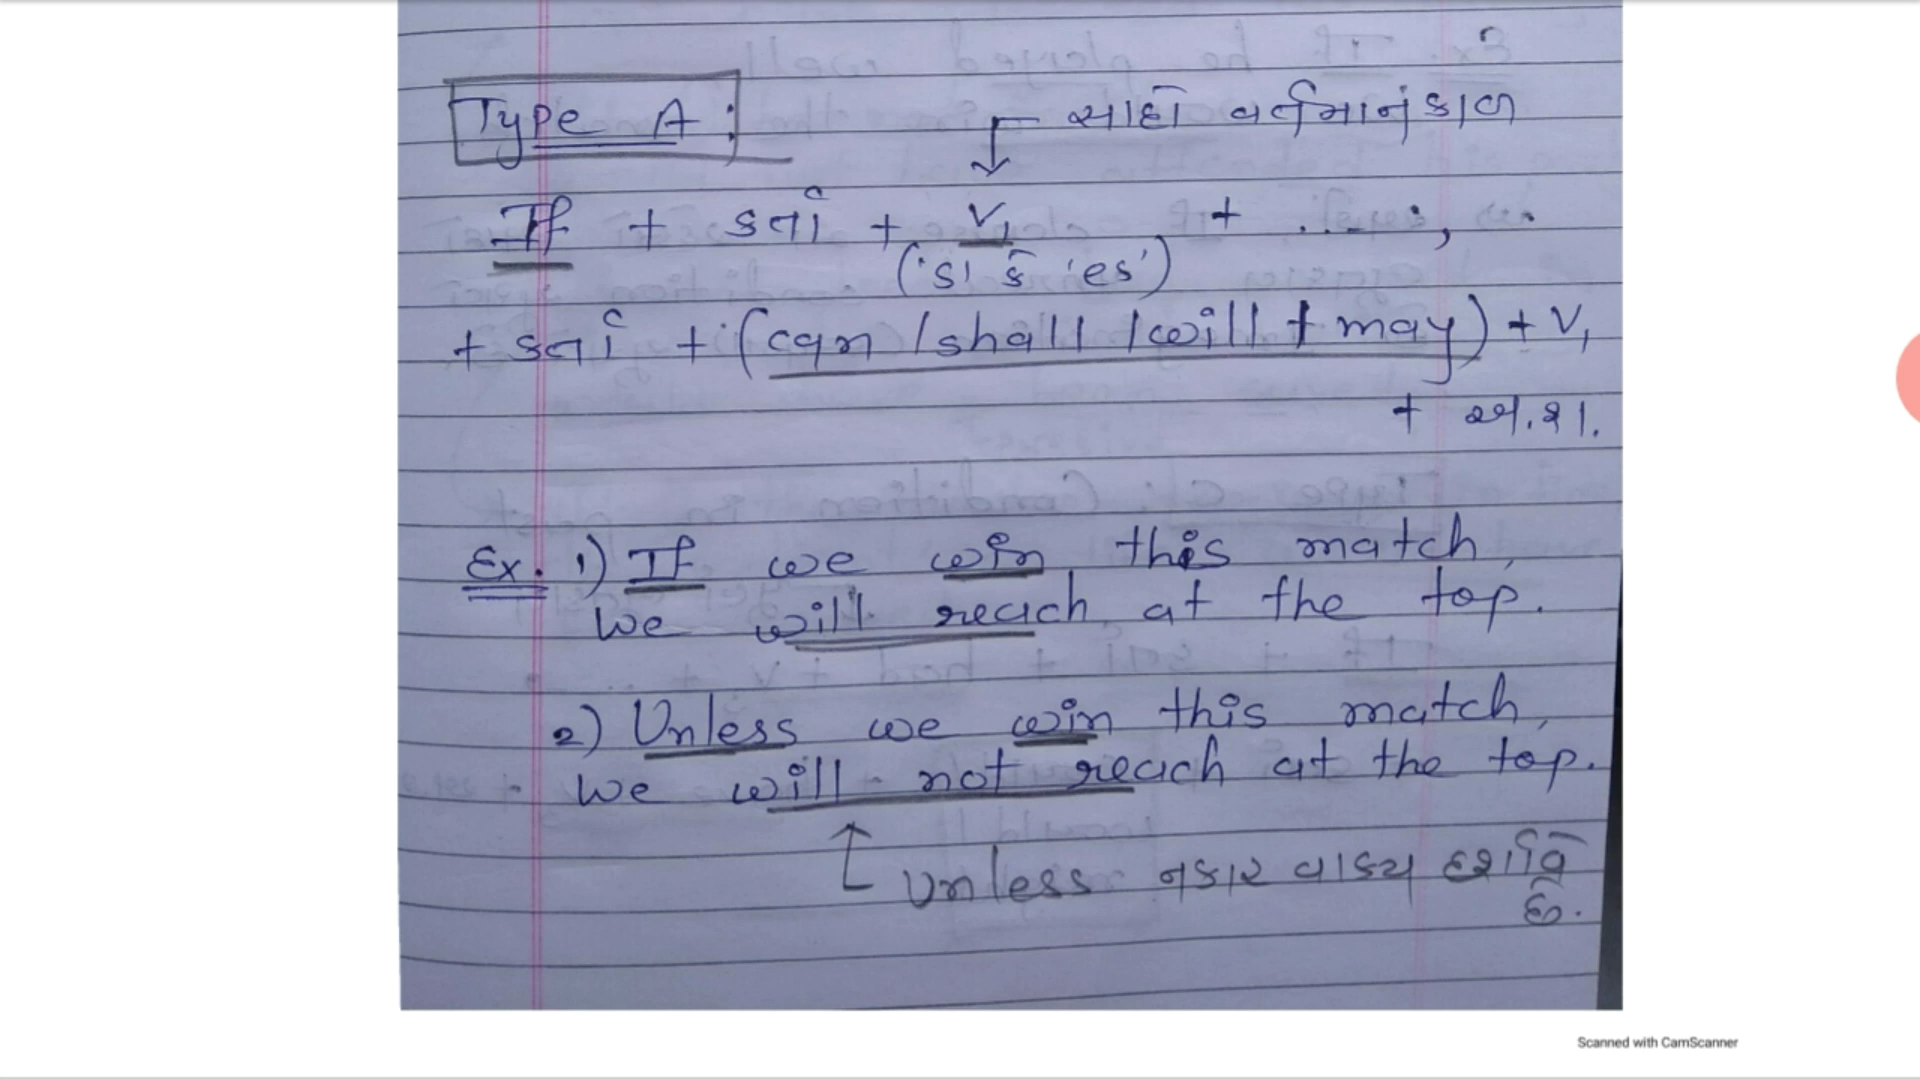 Type A:
સાદો વર્તમાનુંકાળ
If + કર્તા + V1 + ....,
('s' કે 'es')
+ કર્તા + (can / shall / will / may) + V1
+ અ.શ.
Ex. 1) If we win this match,
We will reach at the top.
2) Unless we win this match,
We will not reach at the top.
Unless નકાર વાક્ય દર્શાવે
છે.
Scanned with CamScanner